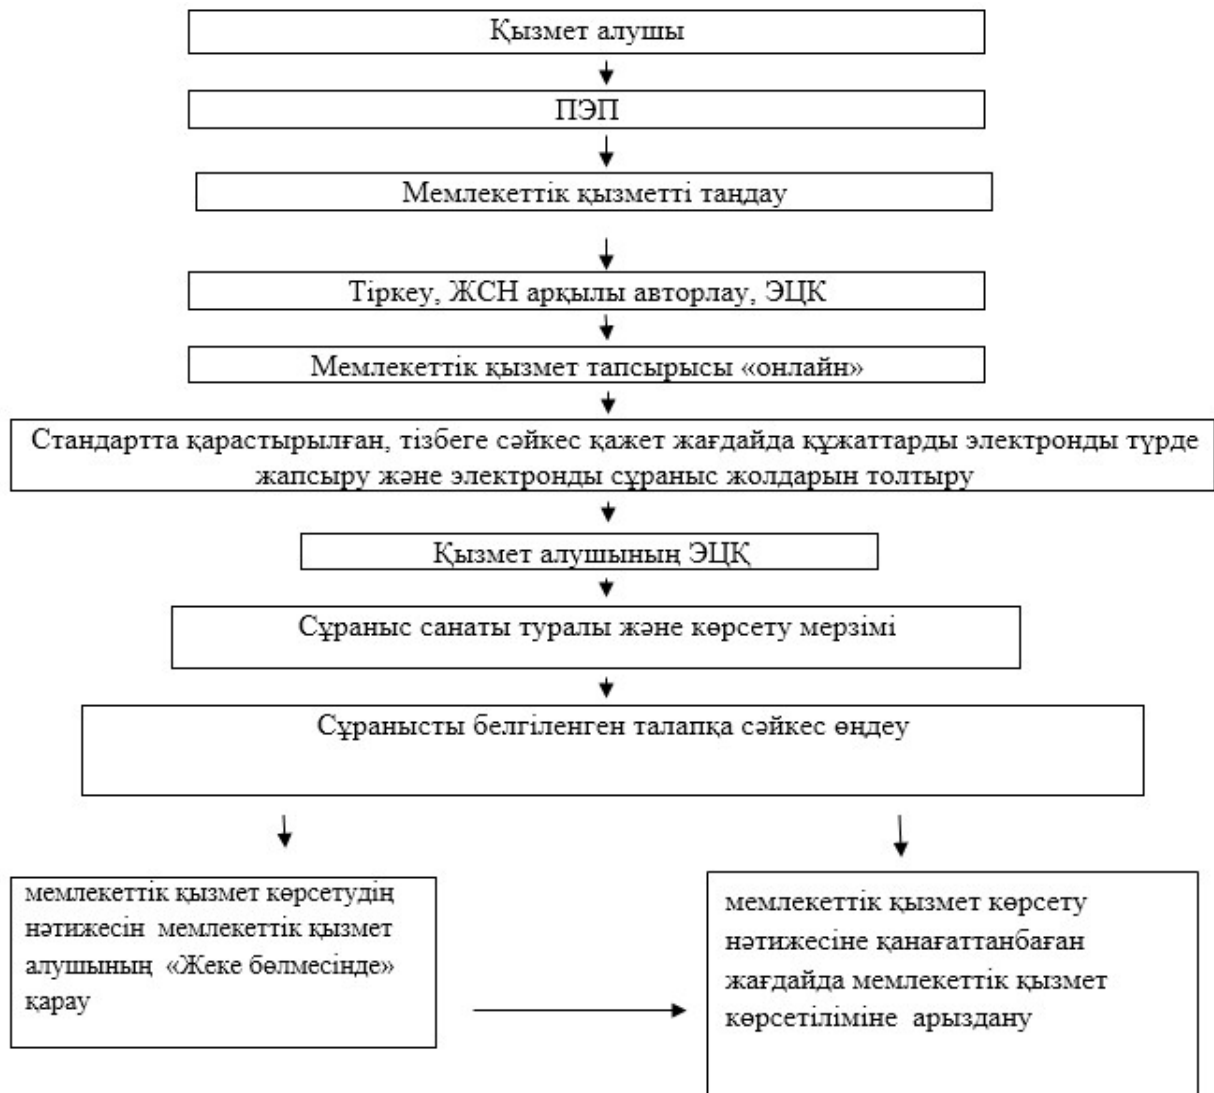 Қызмет алушы
ПЭП
Мемлекеттік қызметті таңдау
Тіркеу, ЖСН арқылы авторлау, ЭЦК
Мемлекеттік қызмет тапсырысы «онлайн»
Стандартта қарастырылған, тізбеге сәйкес қажет жағдайда құжаттарды электронды түрде
жапсыру және электронды сұраныс жолдарын толтыру
Қызмет алушының ЭЦҚ
Сұраныс санаты туралы және көрсету мерзімі
Сұранысты белгіленген талапқа сәйкес өңдеу
мемлекеттік қызмет көрсетудің
нәтижесін мемлекеттік қызмет
алушының «Жеке бөлмесінде»
қарау
мемлекеттік қызмет көрсету
нәтижесіне қанағаттанбаған
жағдайда мемлекеттік қызмет
көрсетіліміне арыздану